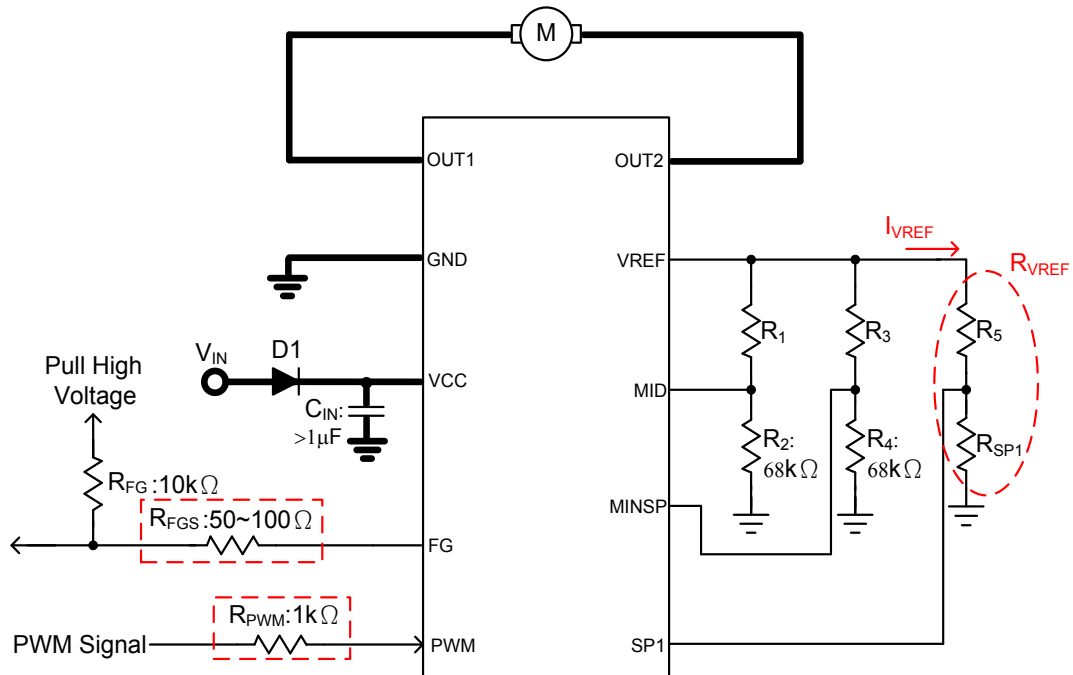 M
OUT1
OUT2
GND
VREF
I_VREF
R_VREF
R1
R3
R5
V_IN
D1
VCC
C_IN:
>1μF
MID
R2:
68kΩ
R4:
68kΩ
R_SP1
Pull High
Voltage
R_FG:10kΩ
R_FGS:50~100Ω
FG
MINSP
R_PWM:1kΩ
PWM Signal
PWM
SP1